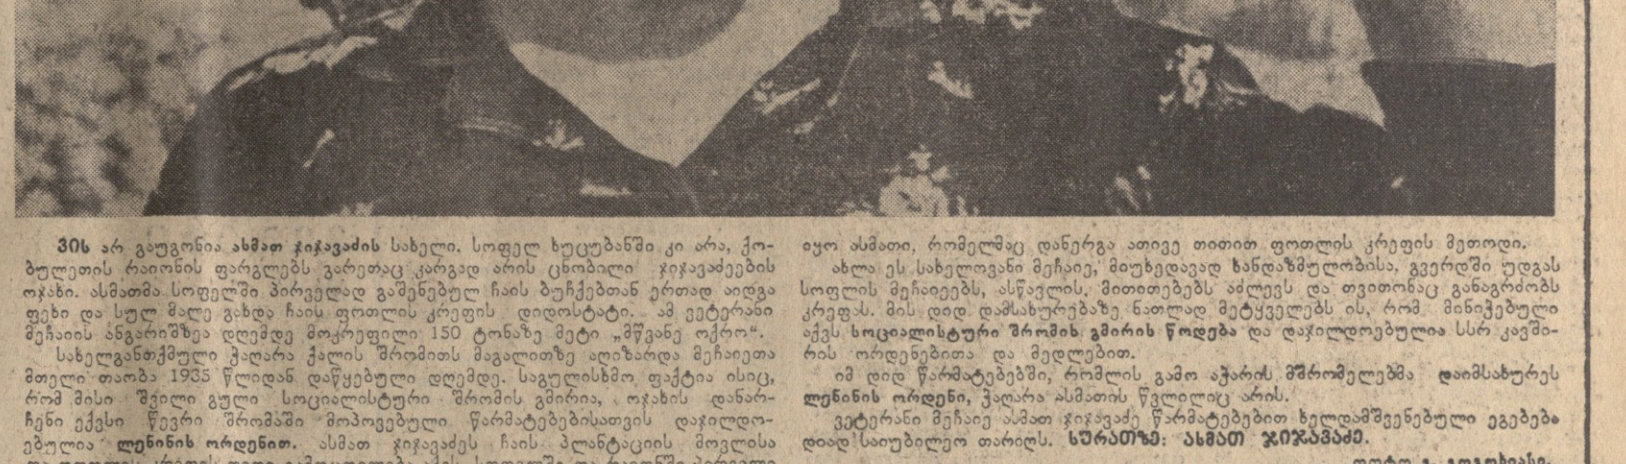 ვის არ გაუგონია ასმათ ჯიჯავაძის სახელი. სოფელ ხუცუბანში კი არა, ქო-
ბულეთის რაიონის ფარგლებს გარეთაც კარგად არის ცნობილი ჯიჯავაძეების
ოჯახი. ასმათმა სოფელში პირველად გაშენებულ ჩაის ბუჩქებთან ერთად აიდგა
ფეხი და სულ მალე გახდა ჩაის ფოთლის კრეფის დიდოსტატი. ამ ვეტერანი
მეჩაიის ანგარიშზეა დღემდე მოკრეფილი 150 ტონაზე მეტი „მწვანე ოქრო“.
სახელგანთქმული ჭაღარა ქალის შრომითს მაგალითზე აღიზარდა მეჩაიეთა
მთელი თაობა 1935 წლიდან დაწყებული დღემდე. საგულისხმო ფაქტია ისიც,
რომ მისი შვილი გული სოციალისტური შრომის გმირია, ოჯახის დანარ-
ჩენი ექვსი წევრი შრომაში მოპოვებული წარმატებებისათვის დაჯილდო-
ებულია ლენინის ორდენით. ასმათ ჯიჯავაძეს ჩაის პლანტაციის მოვლისა
იყო ასმათი, რომელმაც დანერგა ათივე თითით ფოთლის კრეფის მეთოდი.
ახლა ეს სახელოვანი მეჩაიე, მიუხედავად ხანდაზმულობისა, გვერდში უდგას
სოფლის მეჩაიეებს, ასწავლის, მითითებებს აძლევს და თვითონაც განაგრძობს
კრეფას. მის დიდ დამსახურებაზე ნათლად მეტყველებს ის, რომ მინიჭებული
აქვს სოციალისტური შრომის გმირის წოდება და დაჯილდოებულია სსრ კავში-
რის ორდენებითა და მედლებით.
იმ დიდ წარმატებებში, რომლის გამო აჭარის მშრომელებმა დაიმსახურეს
ლენინის ორდენი, ჭაღარა ასმათის წვლილიც არის.
ვეტერანი მეჩაიე ასმათ ჯიჯავაძე წარმატებებით ხელდამშვენებული ეგებება
დიად საიუბილეო თარიღს. სურათზე: ასმათ ჯიჯავაძე.